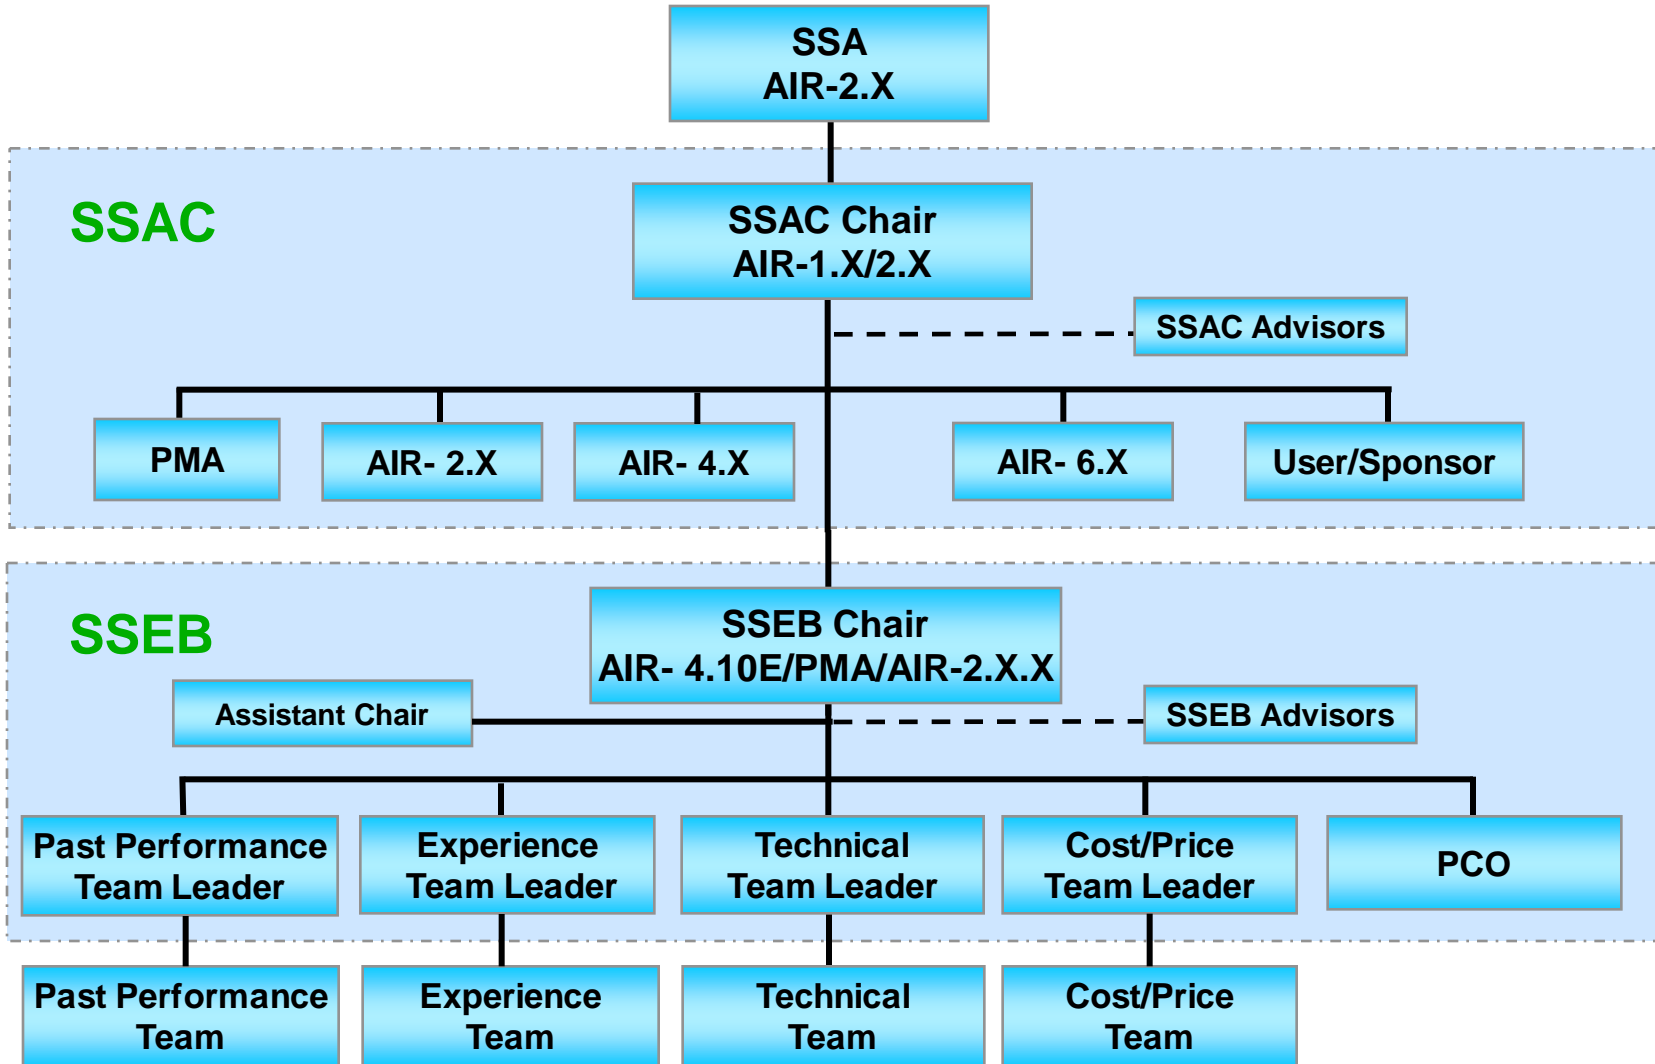 SSA
AIR-2.X
SSAC
SSAC Chair
AIR-1.X/2.X
SSAC Advisors
PMA
AIR- 2.X
AIR- 4.X
AIR- 6.X
User/Sponsor
SSEB
SSEB Chair
AIR- 4.10E/PMA/AIR-2.X.X
Assistant Chair
SSEB Advisors
Past Performance
Team Leader
Experience
Team Leader
Technical
Team Leader
Cost/Price
Team Leader
PCO
Past Performance
Team
Experience
Team
Technical
Team
Cost/Price
Team